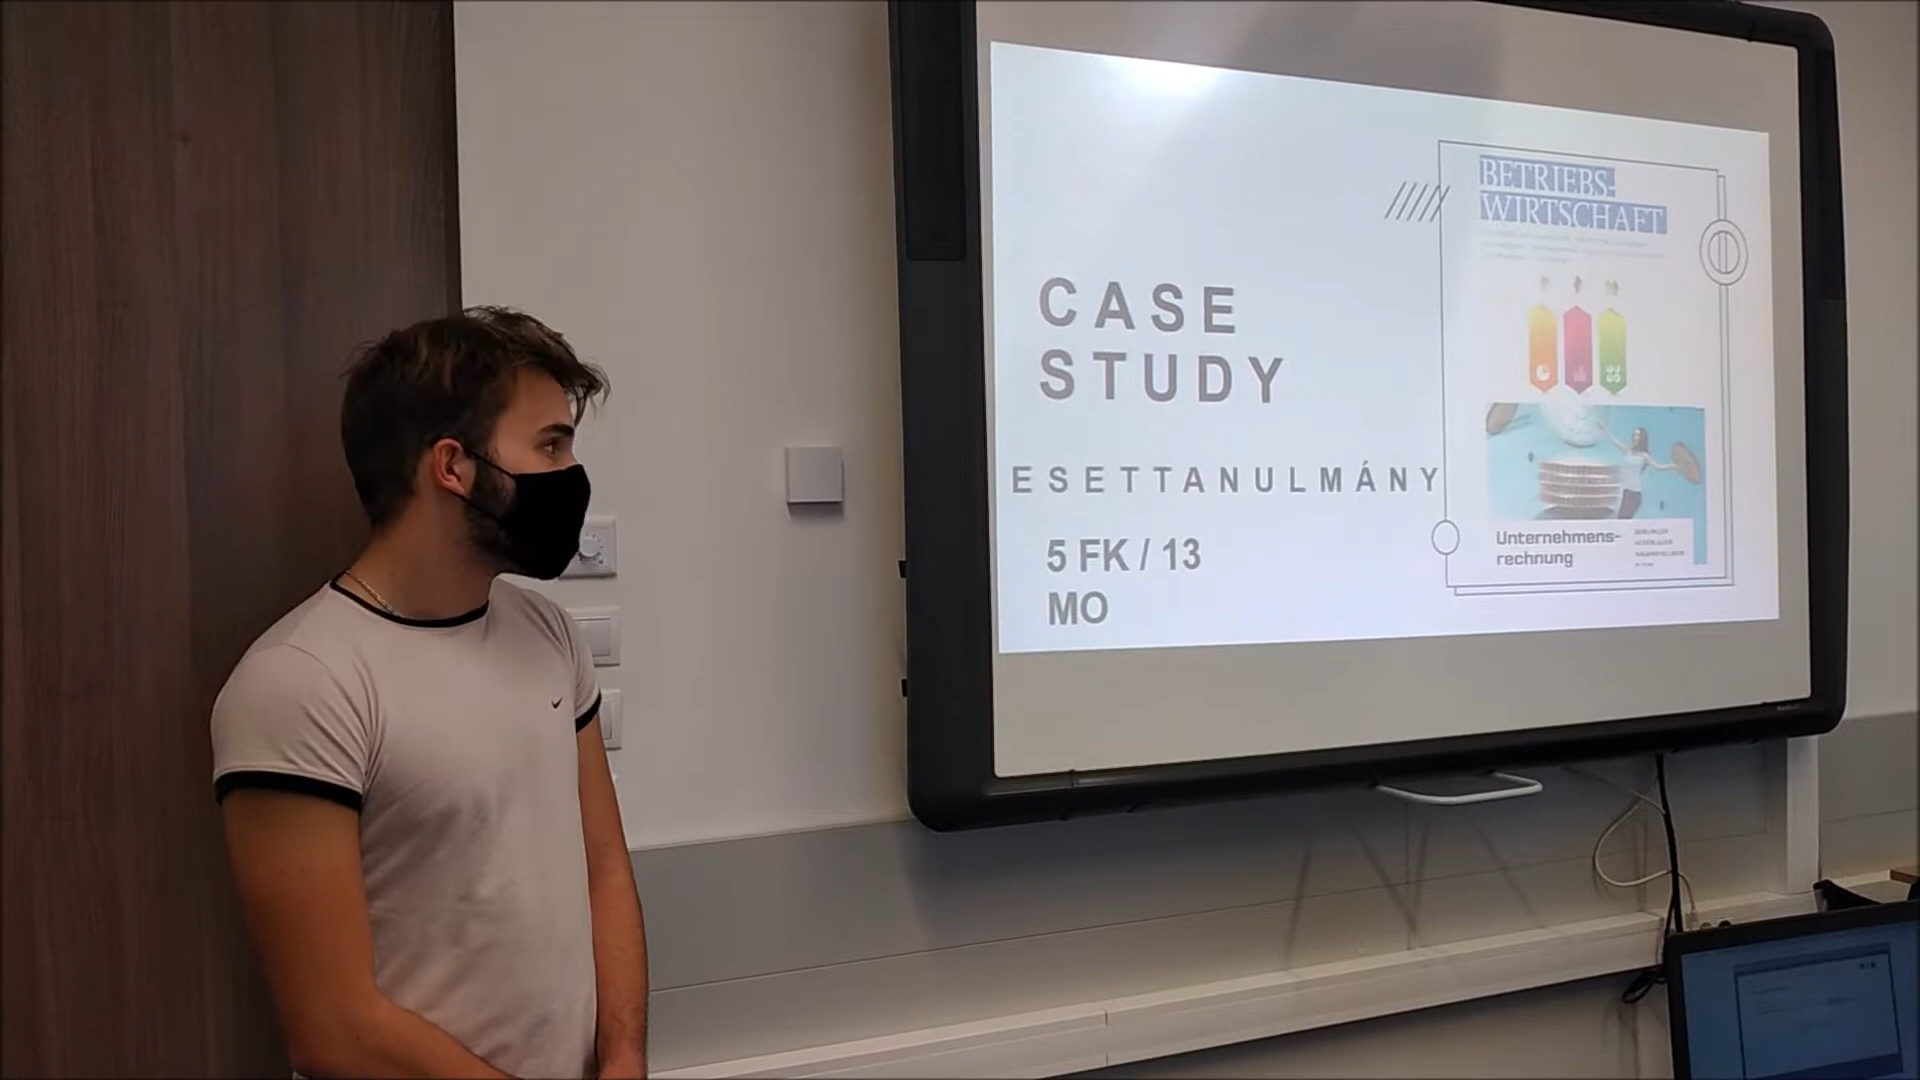 CASE
STUDY
ESETTANULMÁNY
5 FK / 13
MO
BETRIEBS-
WIRTSCHAFT
Unternehmens-
rechnung